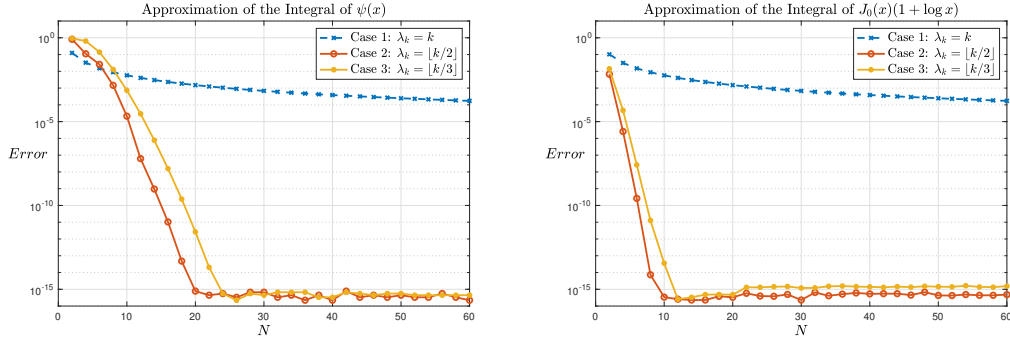 Approximation of the Integral of ψ(x)
10^0
10^-5
10^-10
10^-15
Error
0 10 20 30 40 50 60
N
Case 1: λ_k = k
Case 2: λ_k = ⌊k/2⌋
Case 3: λ_k = ⌊k/3⌋
Approximation of the Integral of J_0(x)(1 + log x)
10^0
10^-5
10^-10
10^-15
Error
0 10 20 30 40 50 60
N
Case 1: λ_k = k
Case 2: λ_k = ⌊k/2⌋
Case 3: λ_k = ⌊k/3⌋